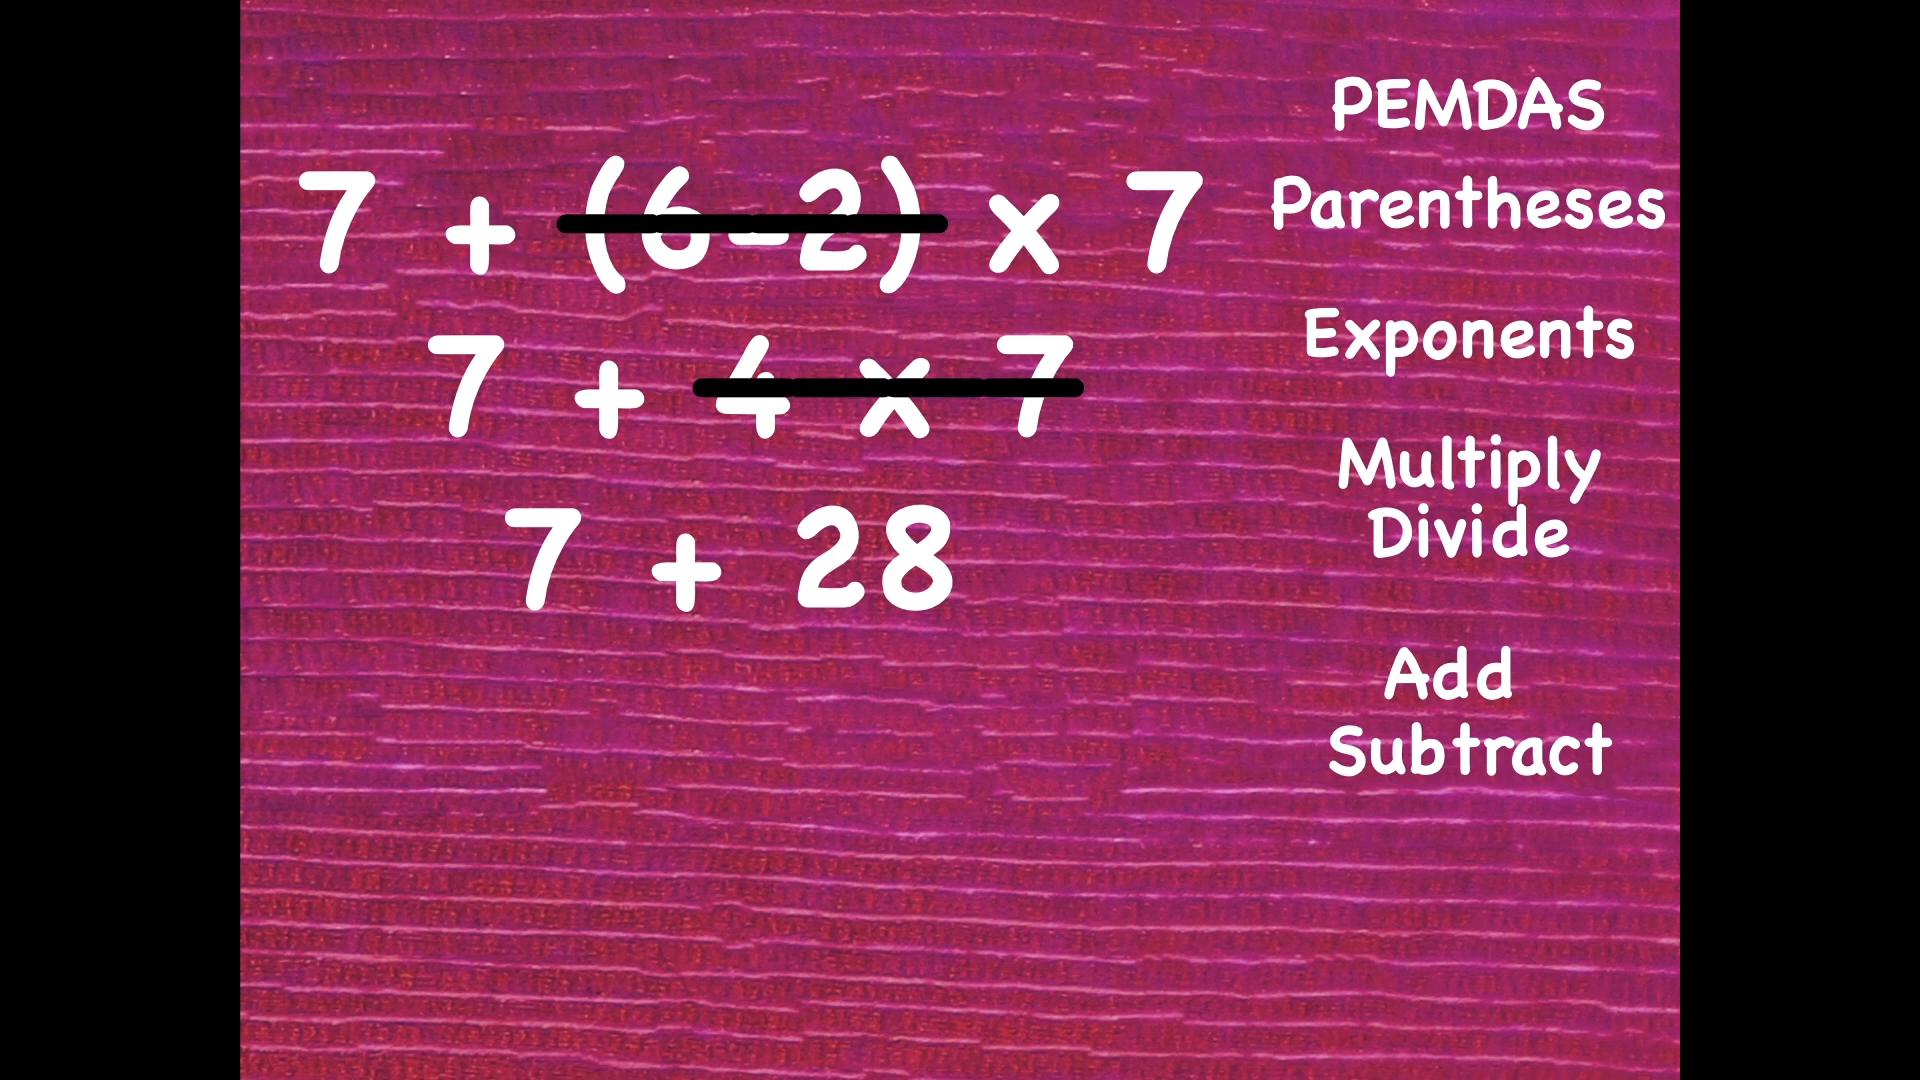 PEMDAS
7 + (6-2) x 7
Parentheses
Exponents
7 + 4 x 7
Multiply
Divide
7 + 28
Add
Subtract